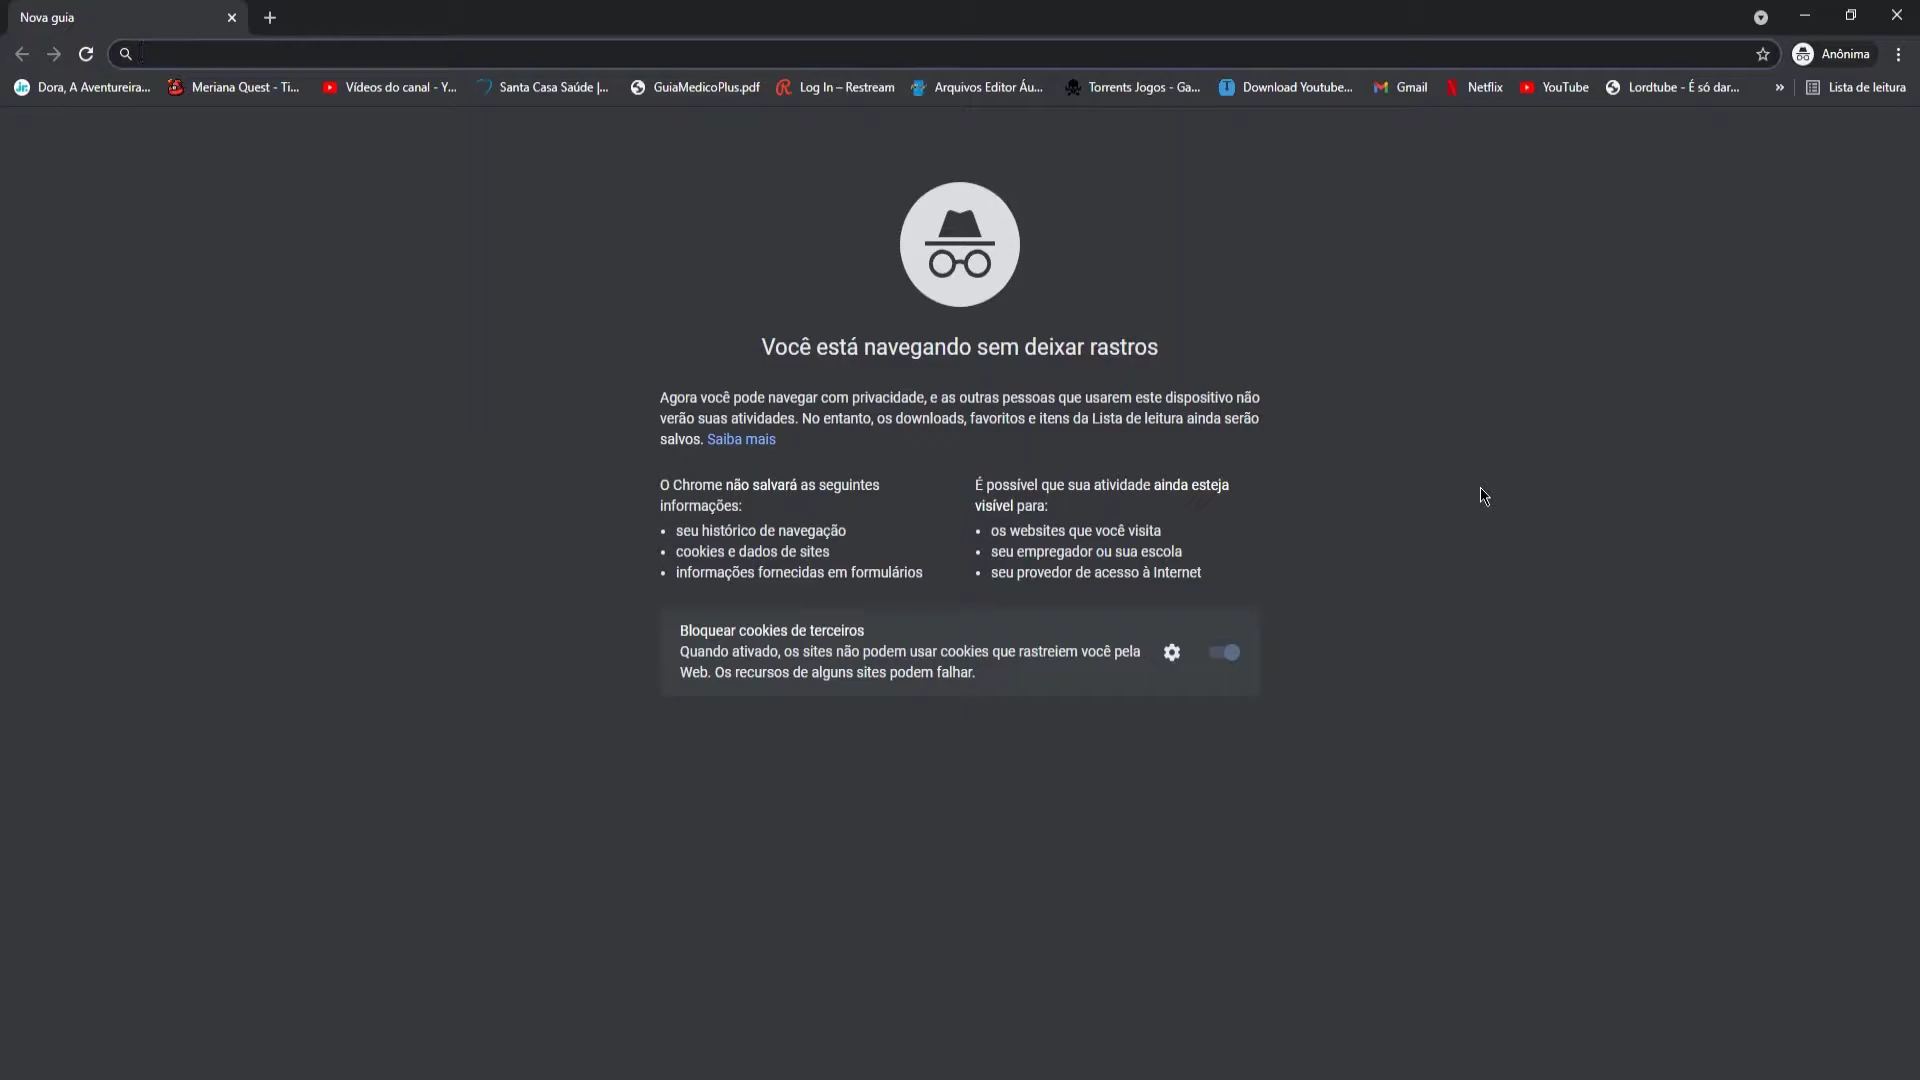 Nova guia
Anônima
Dora, A Aventureira...
Meriana Quest - Ti...
Vídeos do canal - Y...
Santa Casa Saúde |...
GuiaMedicoPlus.pdf
Log In – Restream
Arquivos Editor Áu...
Torrents Jogos - Ga...
Download Youtube...
Gmail
Netflix
YouTube
Lordtube - É só dar...
»
Lista de leitura
Você está navegando sem deixar rastros
Agora você pode navegar com privacidade, e as outras pessoas que usarem este dispositivo não
verão suas atividades. No entanto, os downloads, favoritos e itens da Lista de leitura ainda serão
salvos. Saiba mais
O Chrome não salvará as seguintes
informações:
• seu histórico de navegação
• cookies e dados de sites
• informações fornecidas em formulários
É possível que sua atividade ainda esteja
visível para:
• os websites que você visita
• seu empregador ou sua escola
• seu provedor de acesso à Internet
Bloquear cookies de terceiros
Quando ativado, os sites não podem usar cookies que rastreiem você pela
Web. Os recursos de alguns sites podem falhar.